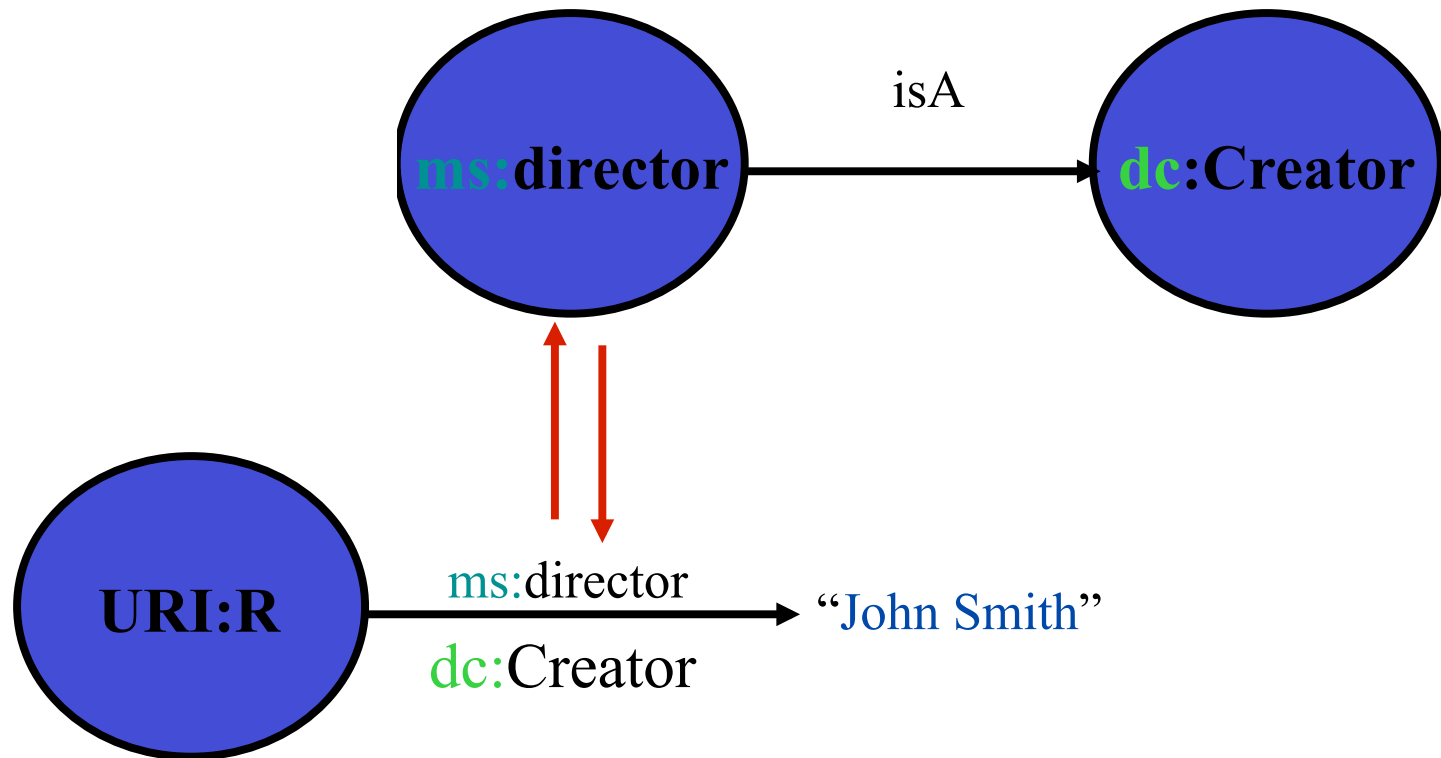 isA
ms:director
dc:Creator
ms:director
URI:R
“John Smith”
dc:Creator